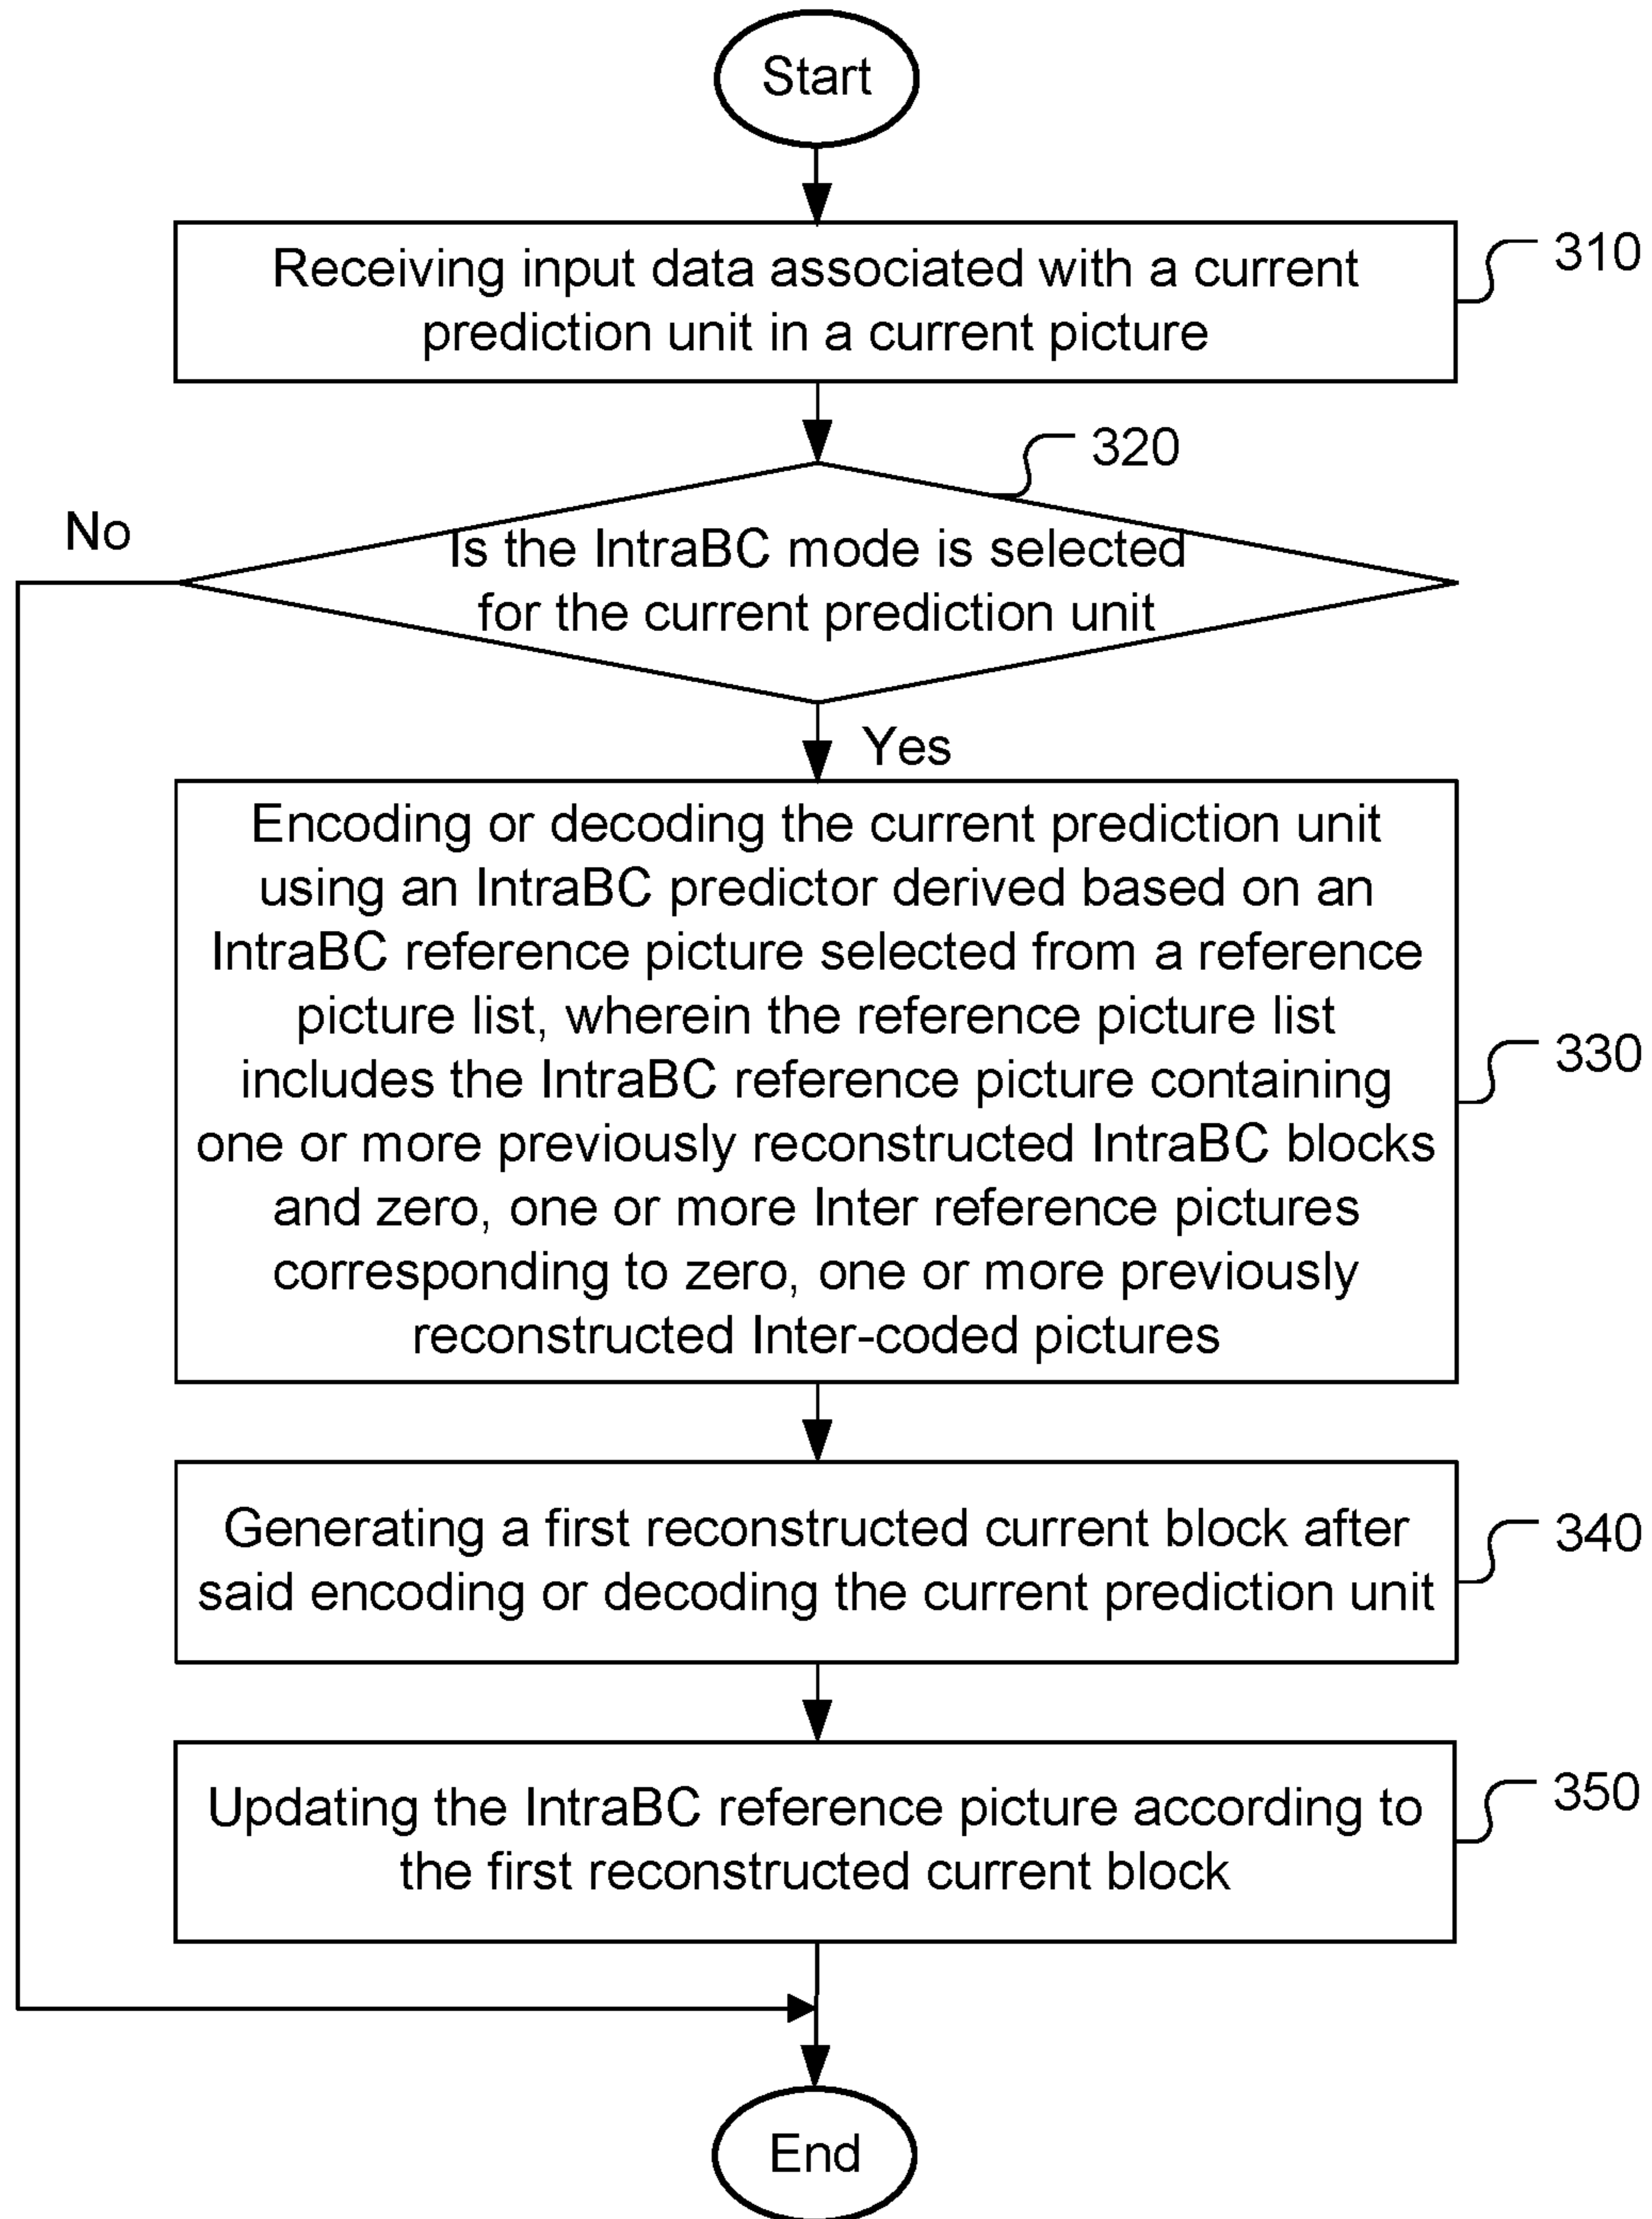 Start
Receiving input data associated with a current
prediction unit in a current picture
310
320
No
Is the IntraBC mode is selected
for the current prediction unit
Yes
Encoding or decoding the current prediction unit
using an IntraBC predictor derived based on an
IntraBC reference picture selected from a reference
picture list, wherein the reference picture list
includes the IntraBC reference picture containing
one or more previously reconstructed IntraBC blocks
and zero, one or more Inter reference pictures
corresponding to zero, one or more previously
reconstructed Inter-coded pictures
330
Generating a first reconstructed current block after
said encoding or decoding the current prediction unit
340
Updating the IntraBC reference picture according to
the first reconstructed current block
350
End